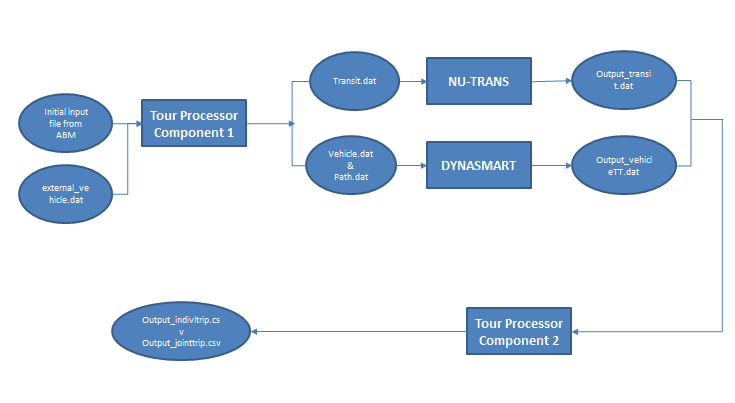 Initial input
file from
ABM
external_ve
hicle.dat
Tour Processor
Component 1
Transit.dat
NU-TRANS
Output_transi
t.dat
Vehicle.dat
&
Path.dat
DYNASMART
Output_vehicl
eTT.dat
Tour Processor
Component 2
Output_indivltrip.cs
v
Output_jointtrip.csv